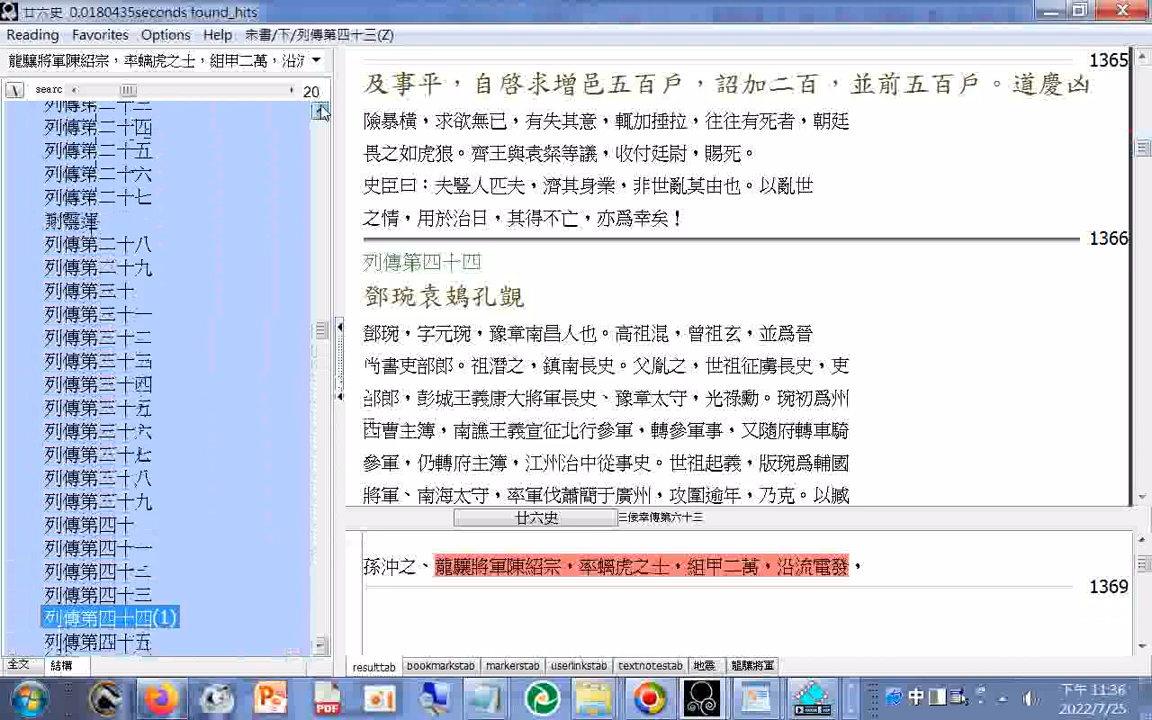 廿六史 0.0180435seconds found_hits
Reading Favorites Options Help 宋書/下/列傳第四十三(Z)
龍驤將軍陳紹宗，率螭虎之士，組甲二萬，沿
searc
20
列傳第二十三
列傳第二十四
列傳第二十五
列傳第二十六
列傳第二十七
謝靈運
列傳第二十八
列傳第二十九
列傳第三十
列傳第三十一
列傳第三十二
列傳第三十三
列傳第三十四
列傳第三十五
列傳第三十六
列傳第三十七
列傳第三十八
列傳第三十九
列傳第四十
列傳第四十一
列傳第四十二
列傳第四十三
列傳第四十四(1)
列傳第四十五
全文 結構
1365
及事平，自啓求增邑五百戶，詔加二百，並前五百戶。道慶凶
險暴橫，求欲無已，有失其意，輒加捶拉，往往有死者，朝廷
畏之如虎狼。齊王與袁粲等議，收付廷尉，賜死。
史臣曰：夫豎人匹夫，濟其身業，非世亂莫由也。以亂世
之情，用於治日，其得不亡，亦爲幸矣！
1366
列傳第四十四
鄧琬袁顗孔覬
鄧琬，字元琬，豫章南昌人也。高祖混，曾祖玄，並爲晉
尚書吏部郎。祖潛之，鎮南長史。父胤之，世祖征虜長史，吏
部郎，彭城王義康大將軍長史、豫章太守，光祿勳。琬初爲州
西曹主簿，南譙王義宣征北行參軍，轉參軍事，又隨府轉車騎
參軍，仍轉府主簿，江州治中從事史。世祖起義，版琬爲輔國
將軍、南海太守，率軍伐蕭簡于廣州，攻圍逾年，乃克。以臧
廿六史
孫沖之、龍驤將軍陳紹宗，率螭虎之士，組甲二萬，沿流電發，
1369
resulttab bookmarkstab markerstab userlinkstab textnotestab 地震 龍驤將軍
中
下午 11:36
2022/7/25